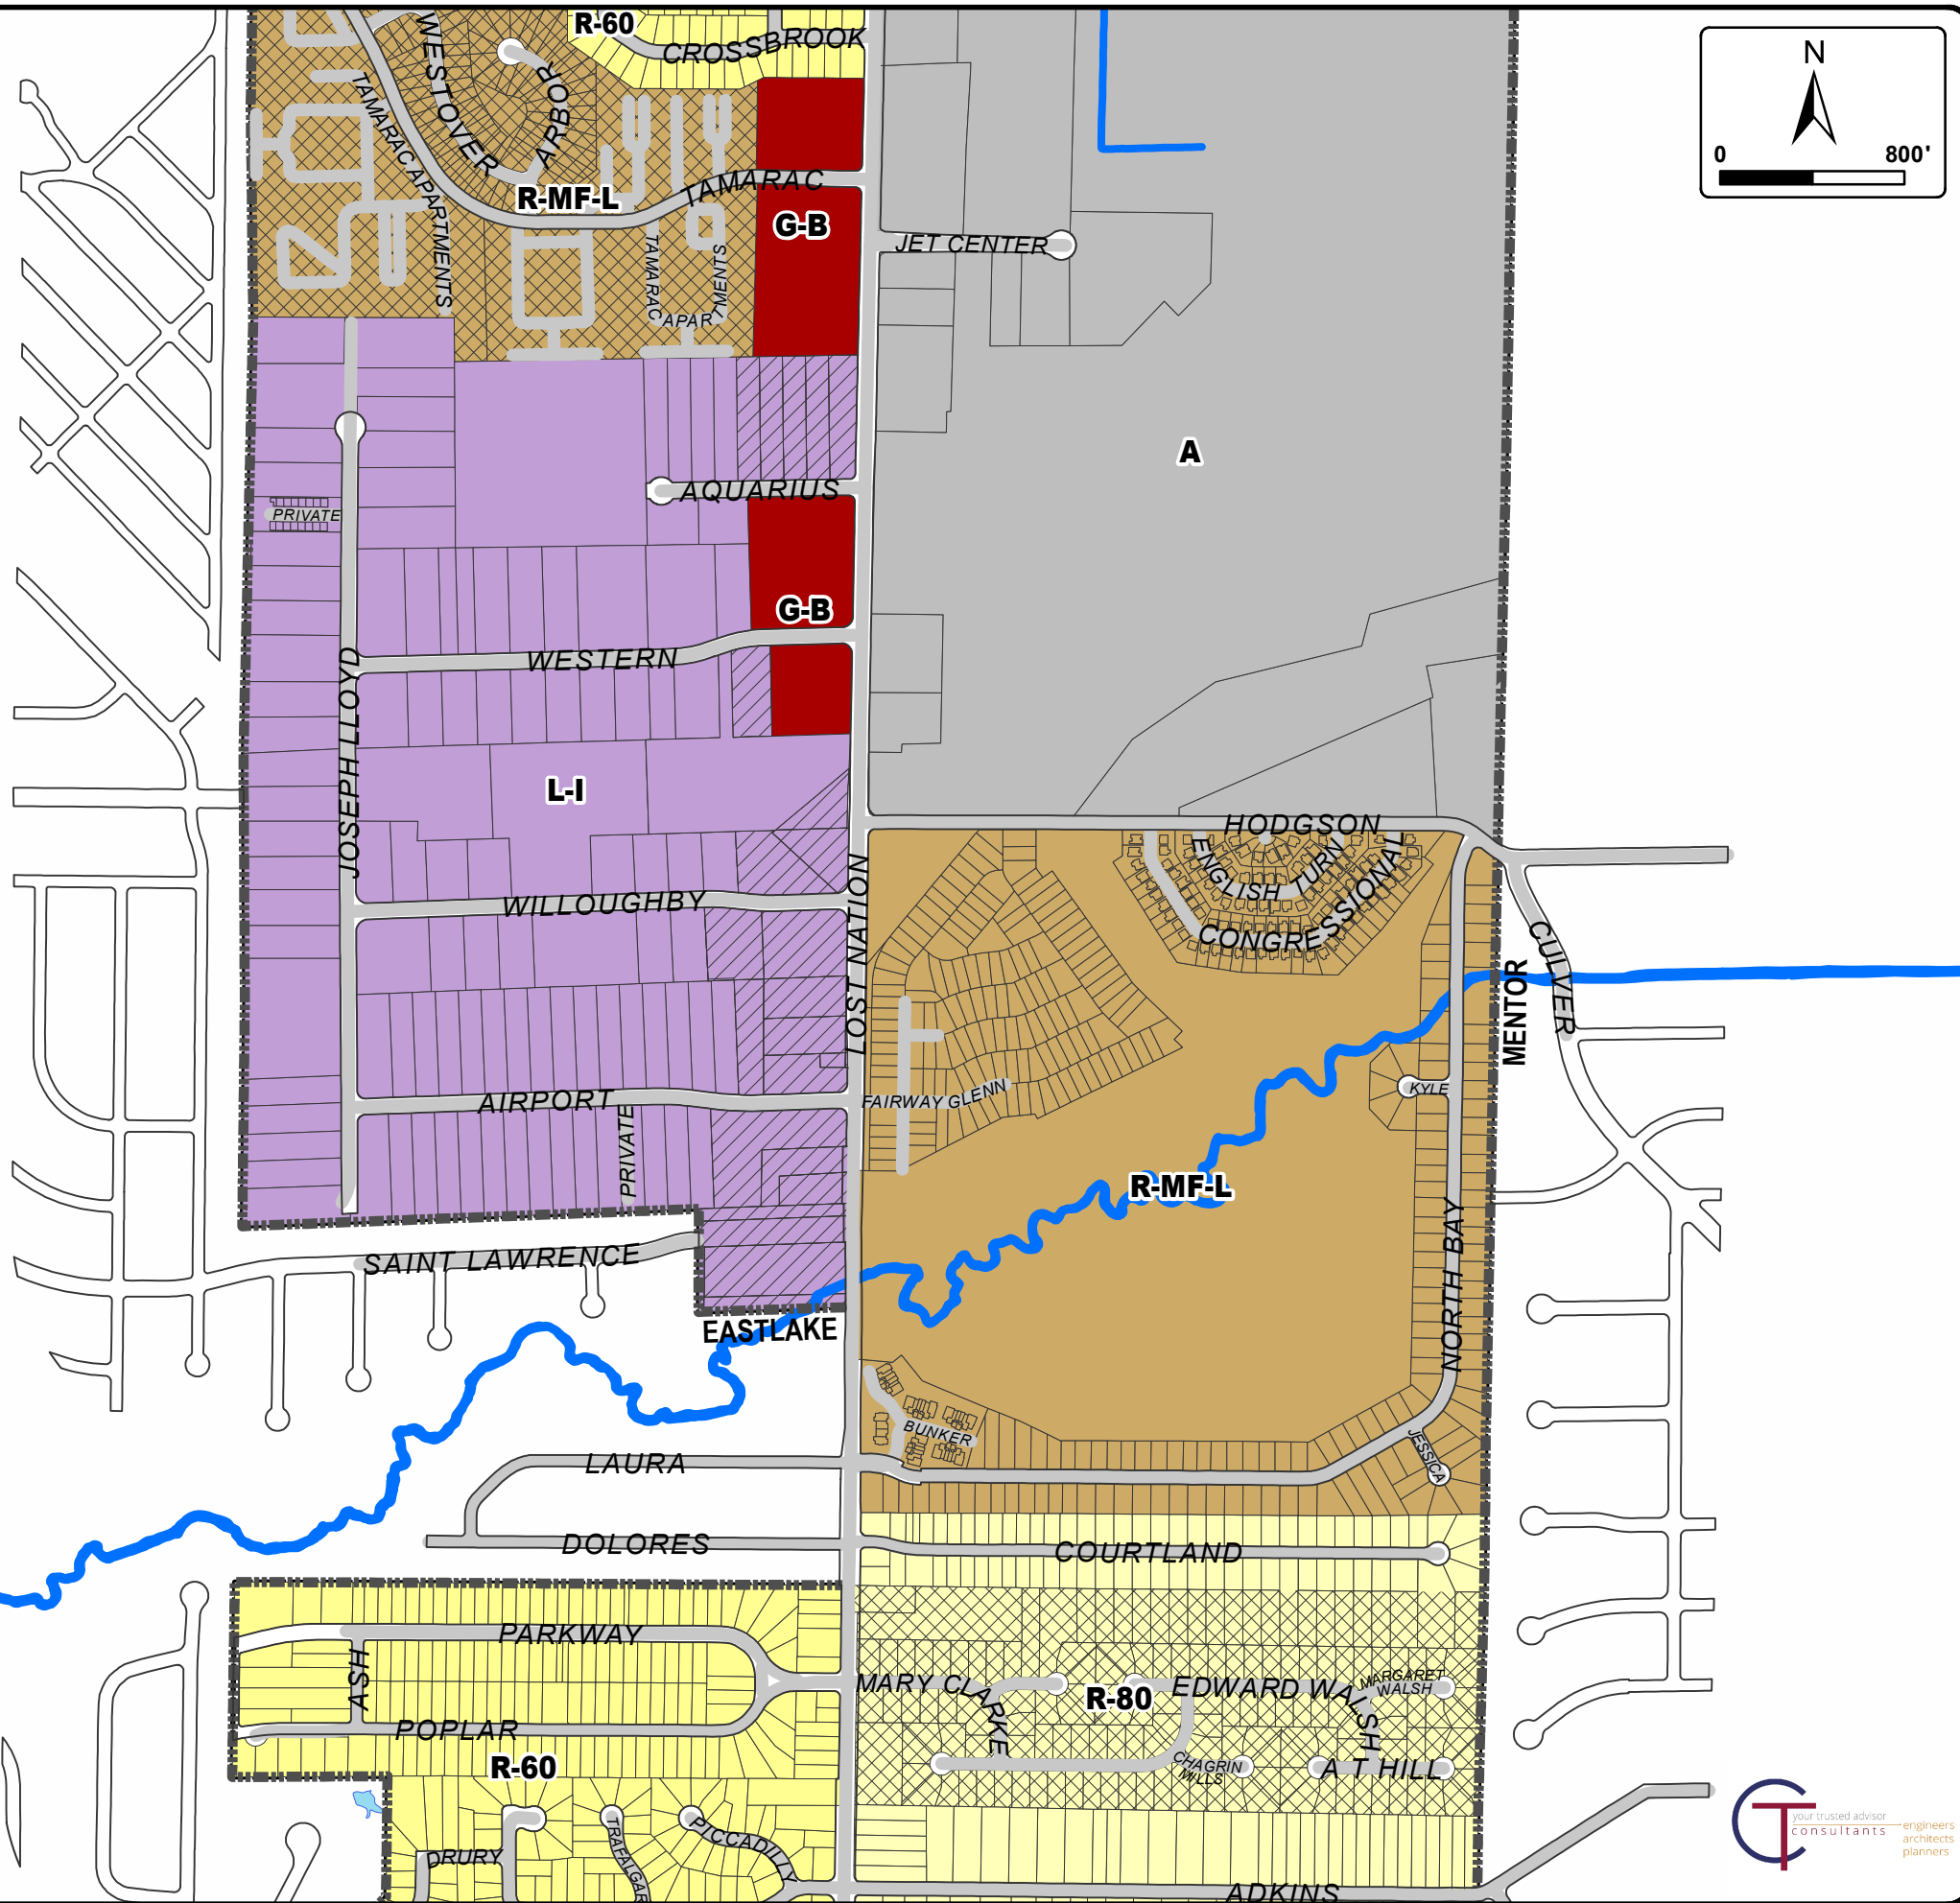 R-60
CROSSBROOK
WESTOVER
ARBOR
N
0 800'
TAMARAC APARTMENTS
R-MF-L
TAMARAC
G-B
JET CENTER
TAMARAC APARTMENTS
A
AQUARIUS
PRIVATE
G-B
WESTERN
JOSEPH LLOYD
L-I
HODGSON
ENGLISH TURN
CONGRESSIONAL
WILLOUGHBY
LOST NATION
CULVER
MENTOR
AIRPORT
FAIRWAY GLENN
KYLE
PRIVATE
R-MF-L
NORTH BAY
SAINT LAWRENCE
EASTLAKE
BUNKER
JESSICA
LAURA
DOLORES
COURTLAND
PARKWAY
ASH
MARY CLARKE
R-80
EDWARD WALSH
MARGARET
WALSH
POPLAR
R-60
CHAGRIN
MILLS
A T HILL
DRURY
TRAFALGAR
PICCADILLY
ADKINS
CT
your trusted advisor
consultants
engineers
architects
planners